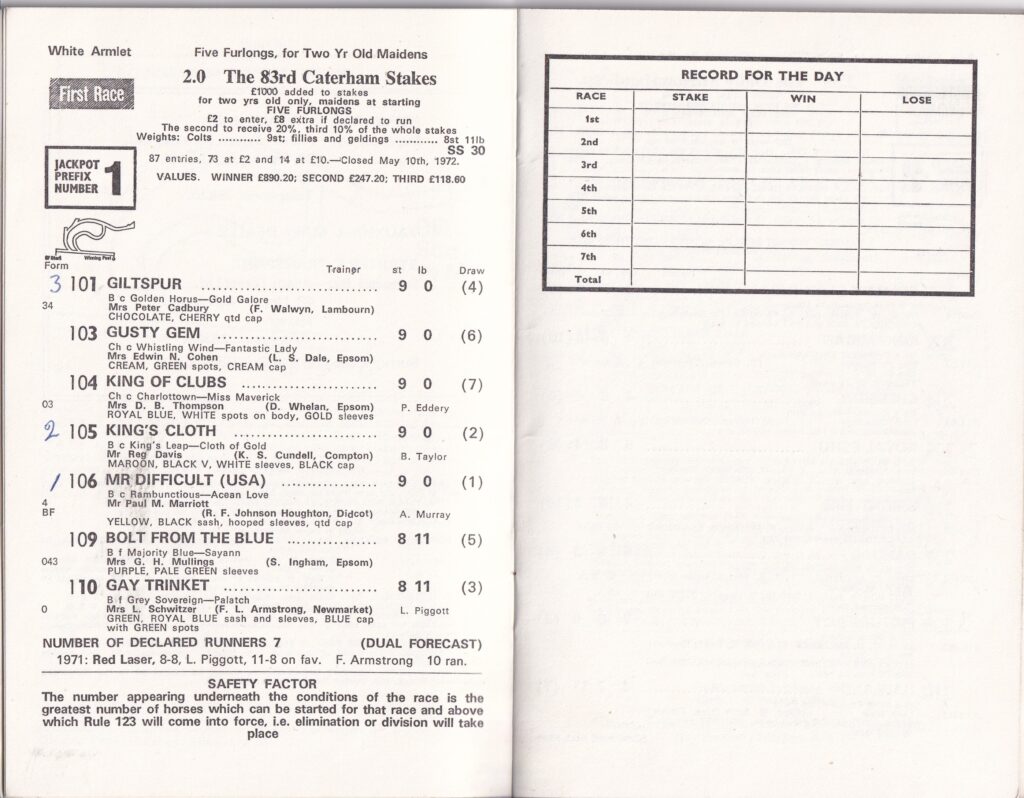 White Armlet
Five Furlongs, for Two Yr Old Maidens
First Race
2.0 The 83rd Caterham Stakes
£1000 added to stakes
for two yrs old only, maidens at starting
FIVE FURLONGS
£2 to enter, £8 extra if declared to run
The second to receive 20%, third 10% of the whole stakes
Weights: Colts ............ 9st; fillies and geldings ............ 8st 11lb
SS 30
JACKPOT
PREFIX
NUMBER 1
87 entries, 73 at £2 and 14 at £10.—Closed May 10th, 1972.
VALUES. WINNER £890.20; SECOND £247.20; THIRD £118.60
Winning Post
Form Trainer st lb Draw
3 101 GILTSPUR 9 0 (4)
B c Golden Horus—Gold Galore
34 Mrs Peter Cadbury (F. Walwyn, Lambourn)
CHOCOLATE, CHERRY qtd cap
103 GUSTY GEM 9 0 (6)
Ch c Whistling Wind—Fantastic Lady
Mrs Edwin N. Cohen (L. S. Dale, Epsom)
CREAM, GREEN spots, CREAM cap
104 KING OF CLUBS 9 0 (7)
Ch c Charlottown—Miss Maverick
03 Mrs D. B. Thompson (D. Whelan, Epsom) P. Eddery
ROYAL BLUE, WHITE spots on body, GOLD sleeves
2 105 KING'S CLOTH 9 0 (2)
B c King's Leap—Cloth of Gold
Mr Reg Davis (K. S. Cundell, Compton) B. Taylor
MAROON, BLACK V, WHITE sleeves, BLACK cap
1 106 MR DIFFICULT (USA) 9 0 (1)
B c Rambunctious—Acean Love
4 Mr Paul M. Marriott
BF (R. F. Johnson Houghton, Didcot) A. Murray
YELLOW, BLACK sash, hooped sleeves, qtd cap
109 BOLT FROM THE BLUE 8 11 (5)
B f Majority Blue—Sayann
043 Mrs G. H. Mullings (S. Ingham, Epsom)
PURPLE, PALE GREEN sleeves
110 GAY TRINKET 8 11 (3)
B f Grey Sovereign—Palatch
0 Mrs L. Schwitzer (F. L. Armstrong, Newmarket) L. Piggott
GREEN, ROYAL BLUE sash and sleeves, BLUE cap
with GREEN spots
NUMBER OF DECLARED RUNNERS 7 (DUAL FORECAST)
1971: Red Laser, 8-8, L. Piggott, 11-8 on fav. F. Armstrong 10 ran.
SAFETY FACTOR
The number appearing underneath the conditions of the race is the
greatest number of horses which can be started for that race and above
which Rule 123 will come into force, i.e. elimination or division will take
place
RECORD FOR THE DAY
RACE STAKE WIN LOSE
1st
2nd
3rd
4th
5th
6th
7th
Total